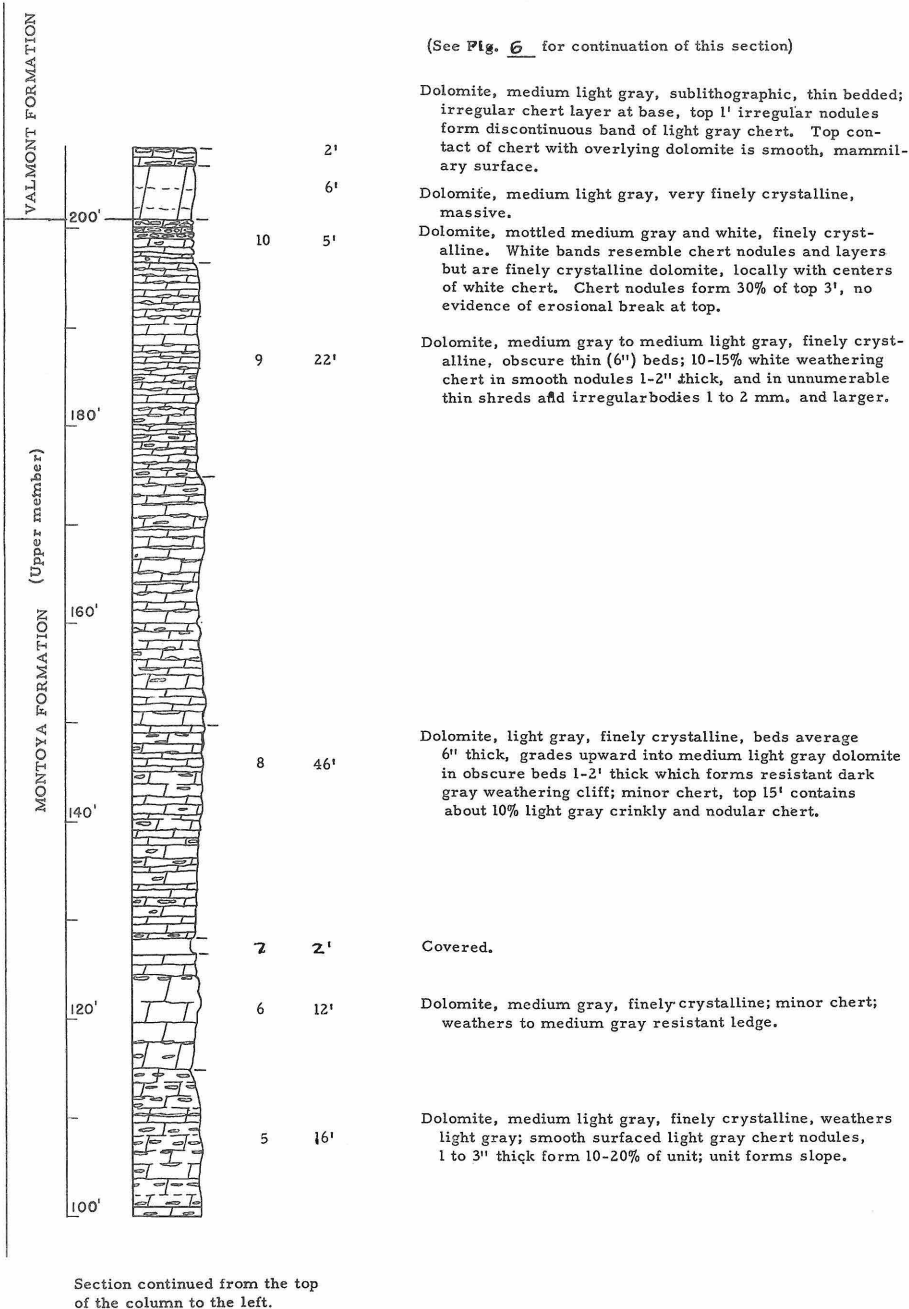 (See Fig. 6 for continuation of this section)
VALMONT FORMATION
Dolomite, medium light gray, sublithographic, thin bedded;
irregular chert layer at base, top 1' irregular nodules
form discontinuous band of light gray chert. Top con-
tact of chert with overlying dolomite is smooth, mammil-
ary surface.
2'
6'
Dolomite, medium light gray, very finely crystalline,
massive.
200'
10 5'
Dolomite, mottled medium gray and white, finely cryst-
alline. White bands resemble chert nodules and layers
but are finely crystalline dolomite, locally with centers
of white chert. Chert nodules form 30% of top 3', no
evidence of erosional break at top.
9 22'
Dolomite, medium gray to medium light gray, finely cryst-
alline, obscure thin (6") beds; 10-15% white weathering
chert in smooth nodules 1-2" thick, and in unnumerable
thin shreds and irregularbodies 1 to 2 mm. and larger.
180'
MONTOYA FORMATION (Upper member)
160'
8 46'
Dolomite, light gray, finely crystalline, beds average
6" thick, grades upward into medium light gray dolomite
in obscure beds 1-2' thick which forms resistant dark
gray weathering cliff; minor chert, top 15' contains
about 10% light gray crinkly and nodular chert.
140'
7 2'
Covered.
120'
6 12'
Dolomite, medium gray, finely crystalline; minor chert;
weathers to medium gray resistant ledge.
5 16'
Dolomite, medium light gray, finely crystalline, weathers
light gray; smooth surfaced light gray chert nodules,
1 to 3" thick form 10-20% of unit; unit forms slope.
100'
Section continued from the top
of the column to the left.